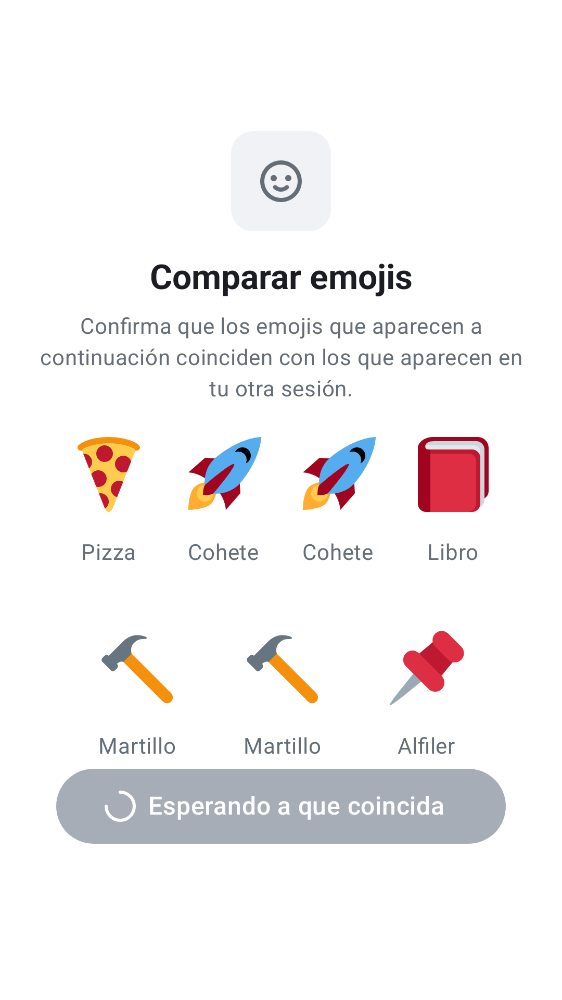 Comparar emojis
Confirma que los emojis que aparecen a
continuación coinciden con los que aparecen en
tu otra sesión.
Pizza Cohete Cohete Libro
Martillo Martillo Alfiler
Esperando a que coincida